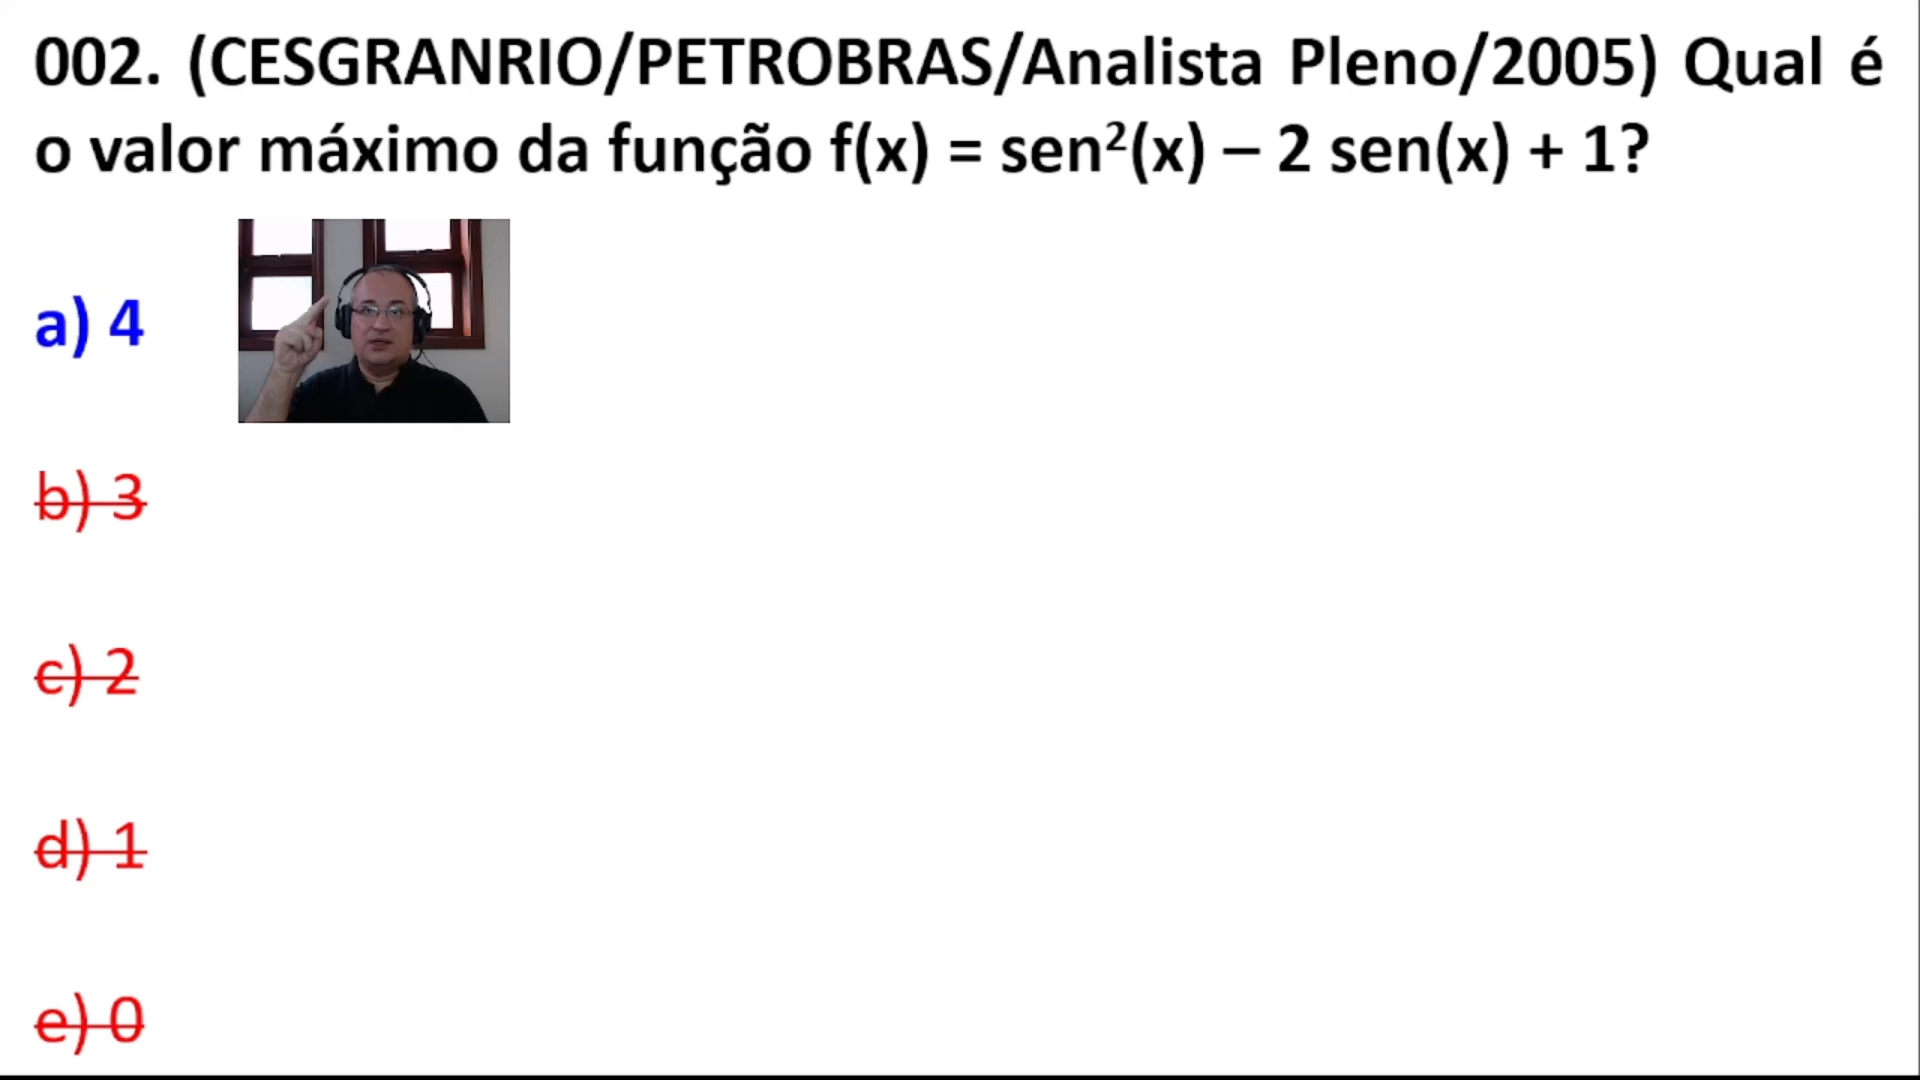 002. (CESGRANRIO/PETROBRAS/Analista Pleno/2005) Qual é
o valor máximo da função f(x) = sen²(x) – 2 sen(x) + 1?
a) 4
b) 3
c) 2
d) 1
e) 0